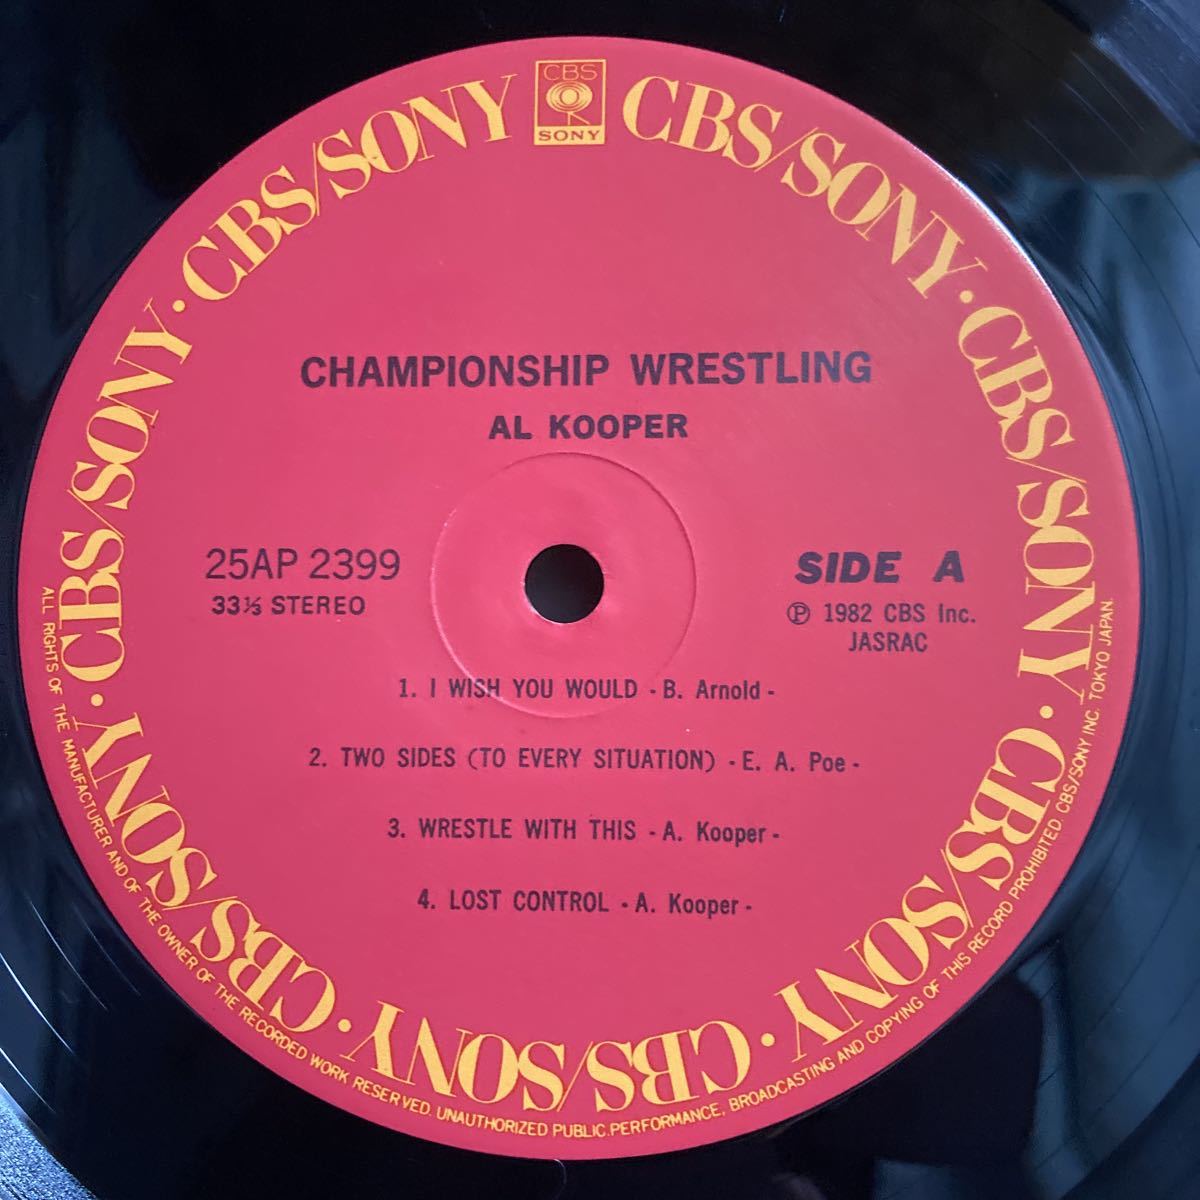 CBS
SONY
CBS/SONY · CBS/SONY · CBS/SONY · CBS/SONY · CBS/SONY · CBS/SONY · CBS/SONY · CBS/SONY
CHAMPIONSHIP WRESTLING
AL KOOPER
25AP 2399
33⅓ STEREO
SIDE A
Ⓟ 1982 CBS Inc.
JASRAC
1. I WISH YOU WOULD - B. Arnold -
2. TWO SIDES (TO EVERY SITUATION) - E. A. Poe -
3. WRESTLE WITH THIS - A. Kooper -
4. LOST CONTROL - A. Kooper -
ALL RIGHTS OF THE MANUFACTURER AND OF THE OWNER OF THE RECORDED WORK RESERVED. UNAUTHORIZED PUBLIC PERFORMANCE, BROADCASTING AND COPYING OF THIS RECORD PROHIBITED CBS/SONY INC. TOKYO JAPAN.